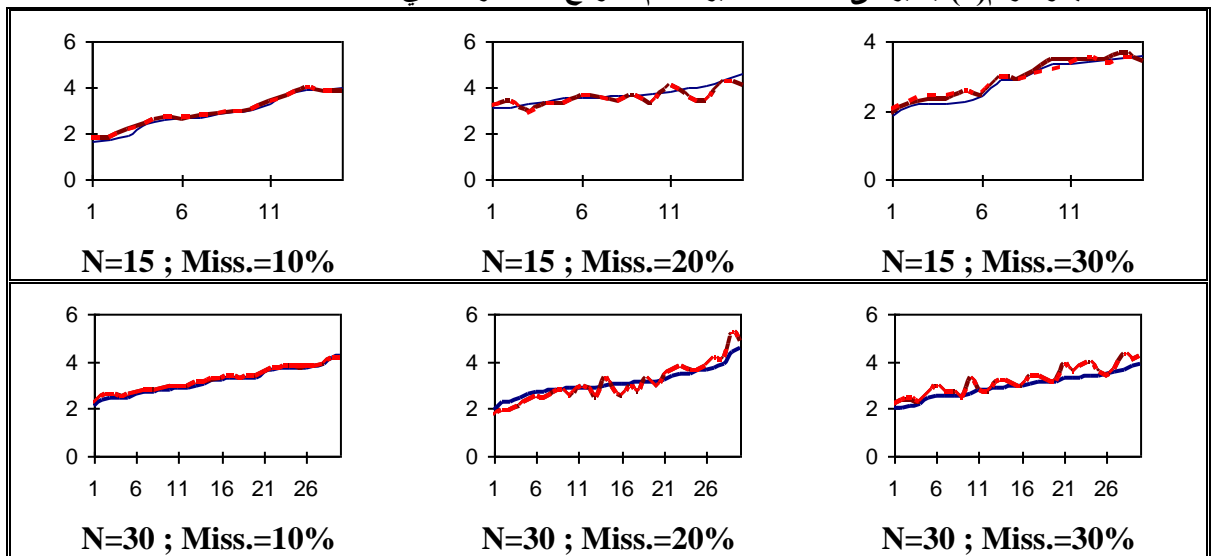 6 6 4
4 4
2 2 2
0 0 0
1 6 11 1 6 11 1 6 11
N=15 ; Miss.=10% N=15 ; Miss.=20% N=15 ; Miss.=30%
6 6 6
4 4 4
2 2 2
0 0 0
1 6 11 16 21 26 1 6 11 16 21 26 1 6 11 16 21 26
N=30 ; Miss.=10% N=30 ; Miss.=20% N=30 ; Miss.=30%